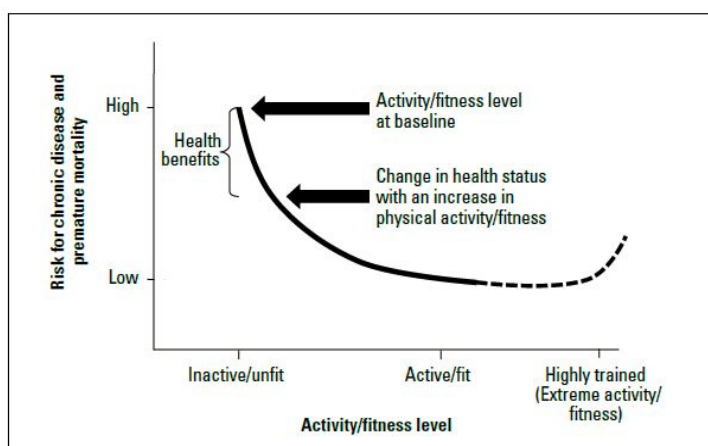 Risk for chronic disease and
premature mortality
High
Low
Health
benefits
Activity/fitness level
at baseline
Change in health status
with an increase in
physical activity/fitness
Inactive/unfit
Active/fit
Highly trained
(Extreme activity/
fitness)
Activity/fitness level